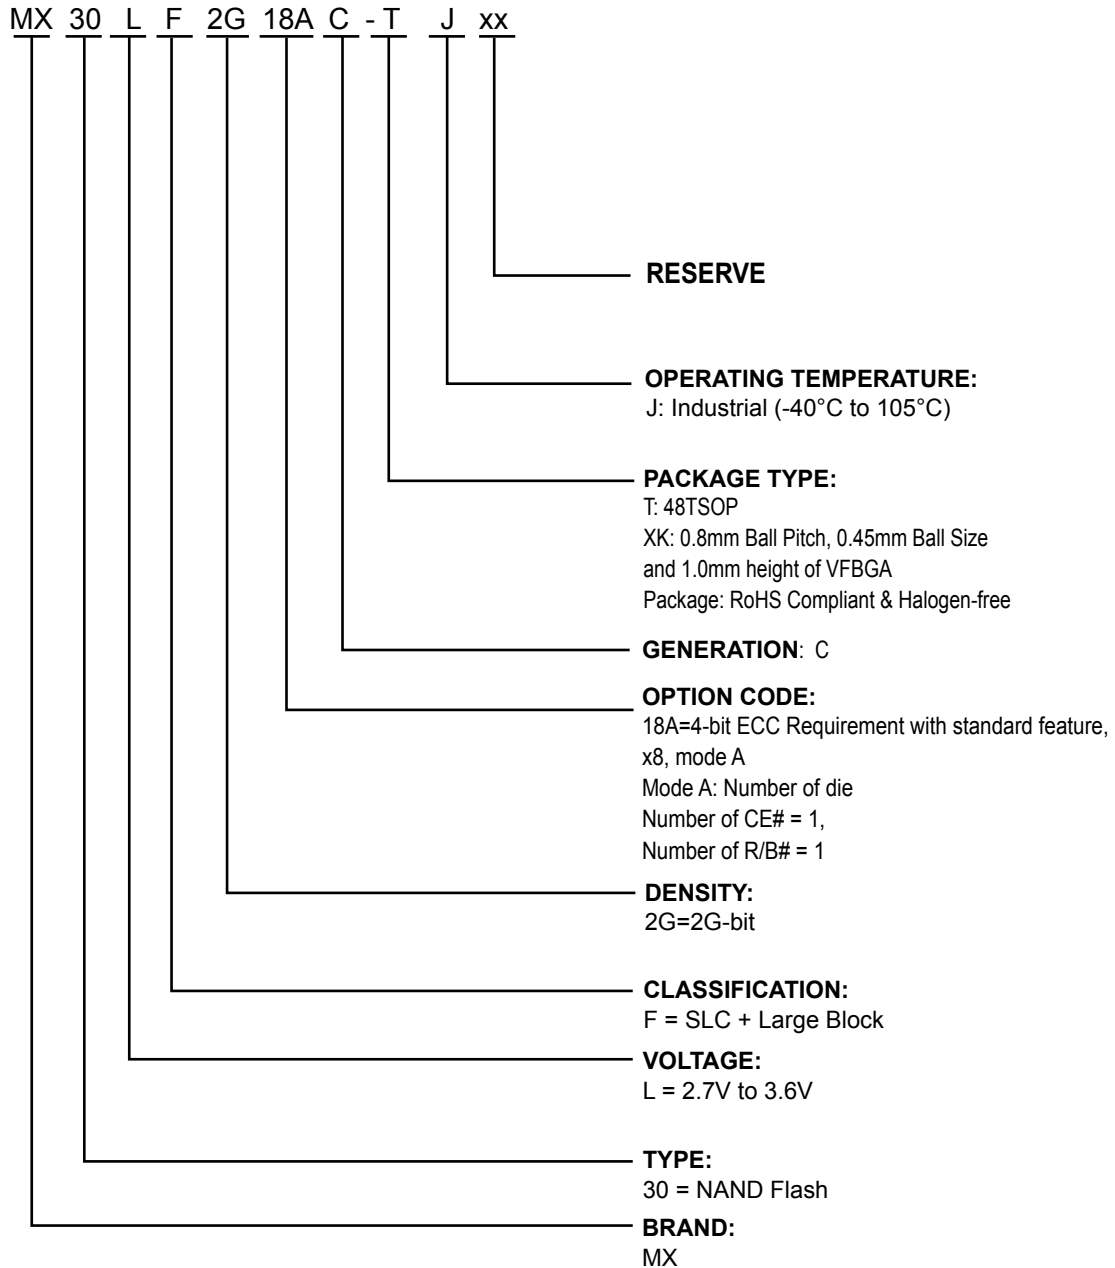 MX 30 L F 2G 18A C - T J xx
RESERVE
OPERATING TEMPERATURE:
J: Industrial (-40°C to 105°C)
PACKAGE TYPE:
T: 48TSOP
XK: 0.8mm Ball Pitch, 0.45mm Ball Size
and 1.0mm height of VFBGA
Package: RoHS Compliant & Halogen-free
GENERATION: C
OPTION CODE:
18A=4-bit ECC Requirement with standard feature,
x8, mode A
Mode A: Number of die
Number of CE# = 1,
Number of R/B# = 1
DENSITY:
2G=2G-bit
CLASSIFICATION:
F = SLC + Large Block
VOLTAGE:
L = 2.7V to 3.6V
TYPE:
30 = NAND Flash
BRAND:
MX